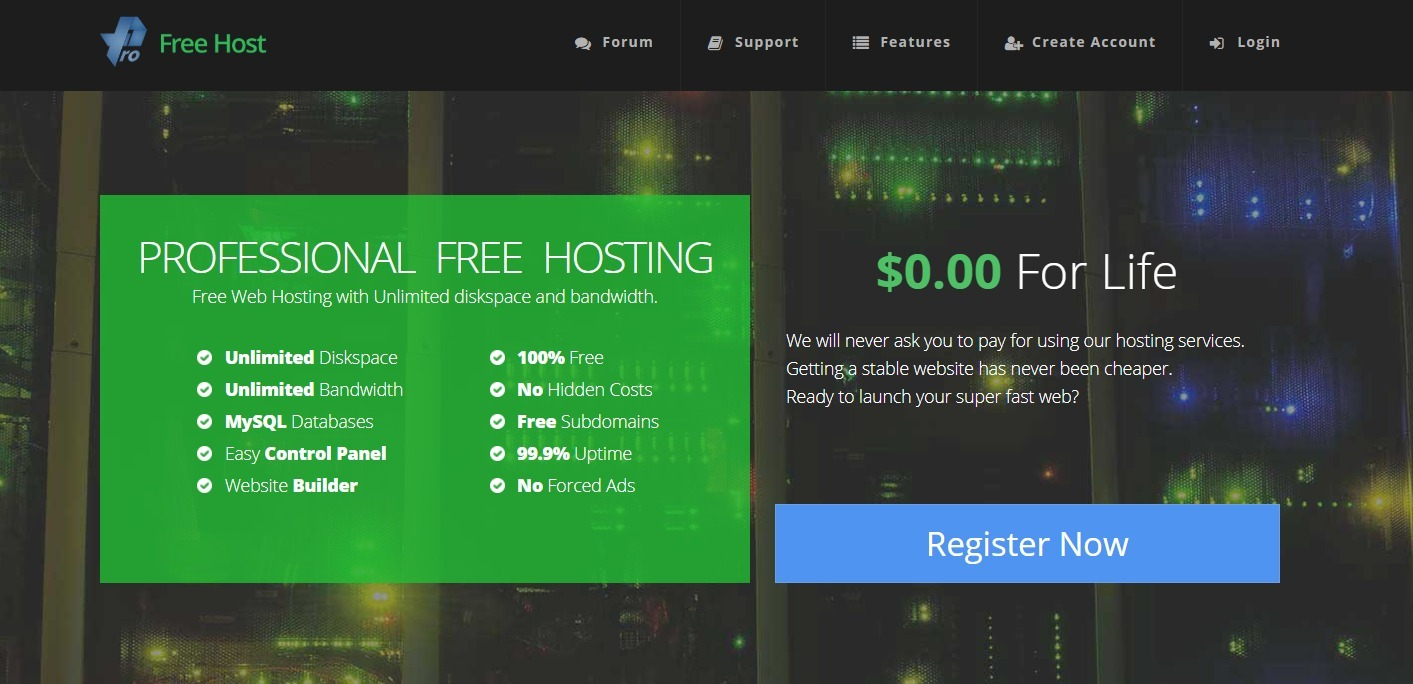 iro
Free Host
Forum
Support
Features
Create Account
Login
PROFESSIONAL FREE HOSTING
Free Web Hosting with Unlimited diskspace and bandwidth.
Unlimited Diskspace
Unlimited Bandwidth
MySQL Databases
Easy Control Panel
Website Builder
100% Free
No Hidden Costs
Free Subdomains
99.9% Uptime
No Forced Ads
$0.00 For Life
We will never ask you to pay for using our hosting services.
Getting a stable website has never been cheaper.
Ready to launch your super fast web?
Register Now